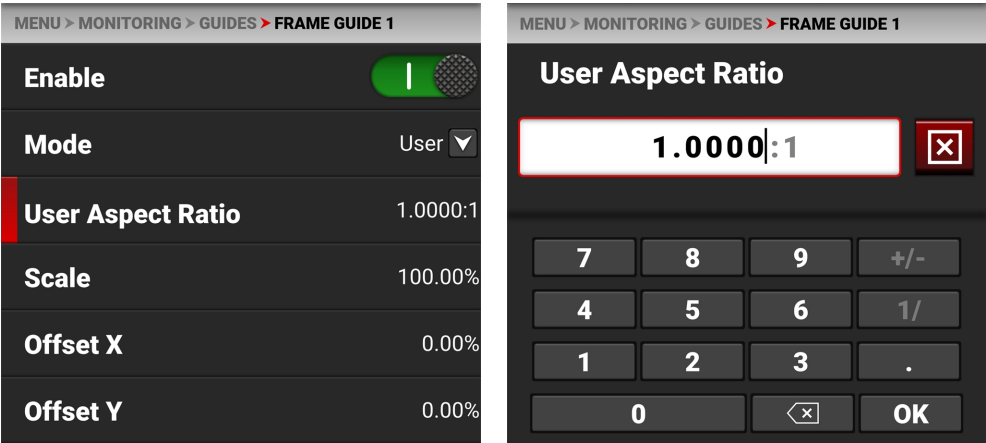 MENU > MONITORING > GUIDES > FRAME GUIDE 1
Enable
Mode User
User Aspect Ratio 1.0000:1
Scale 100.00%
Offset X 0.00%
Offset Y 0.00%
MENU > MONITORING > GUIDES > FRAME GUIDE 1
User Aspect Ratio
1.0000:1
7 8 9 +/-
4 5 6 1/
1 2 3 .
0 OK